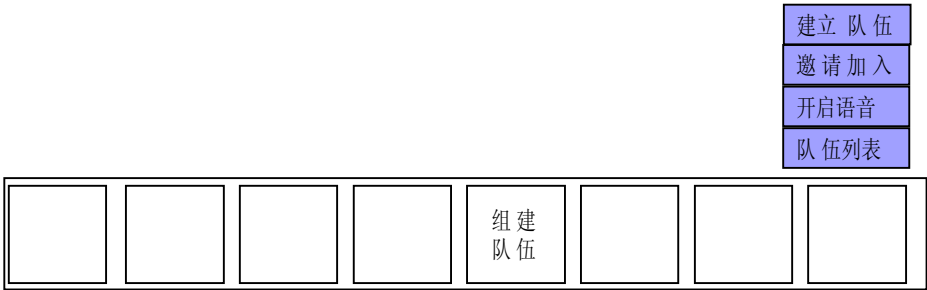 建立 队 伍
邀 请 加 入
开启语音
队 伍列表
组 建
队 伍